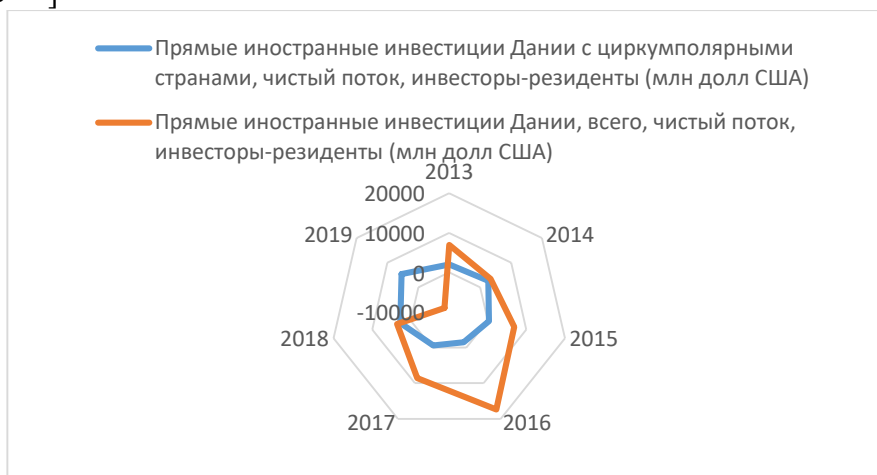 Прямые иностранные инвестиции Дании с циркумполярными
странами, чистый поток, инвесторы-резиденты (млн долл США)
Прямые иностранные инвестиции Дании, всего, чистый поток,
инвесторы-резиденты (млн долл США)
2013
20000
2019
10000
2014
0
-10000
2018
2015
2017
2016